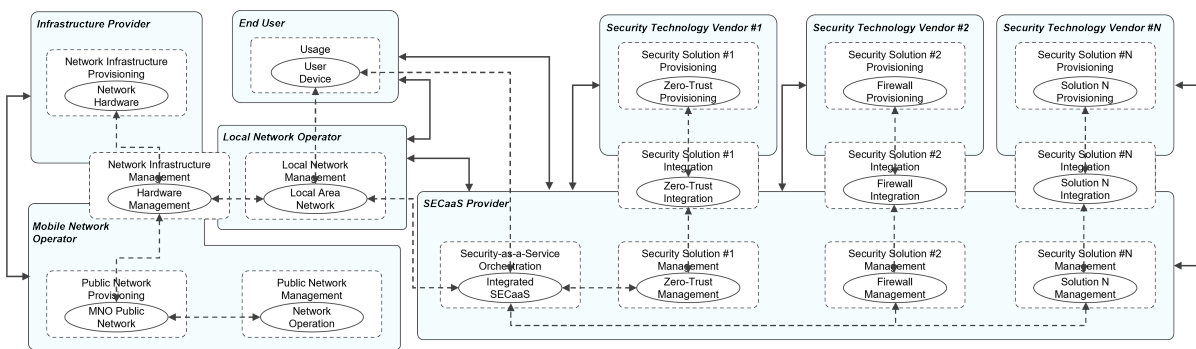 Infrastructure Provider
Network Infrastructure
Provisioning
Network
Hardware
End User
Usage
User
Device
Security Technology Vendor #1
Security Solution #1
Provisioning
Zero-Trust
Provisioning
Security Technology Vendor #2
Security Solution #2
Provisioning
Firewall
Provisioning
Security Technology Vendor #N
Security Solution #N
Provisioning
Solution N
Provisioning
Local Network Operator
Network Infrastructure
Management
Hardware
Management
Local Network
Management
Local Area
Network
Security Solution #1
Integration
Zero-Trust
Integration
Security Solution #2
Integration
Firewall
Integration
Security Solution #N
Integration
Solution N
Integration
Mobile Network
Operator
Public Network
Provisioning
MNO Public
Network
Public Network
Management
Network
Operation
SECaaS Provider
Security-as-a-Service
Orchestration
Integrated
SECaaS
Security Solution #1
Management
Zero-Trust
Management
Security Solution #2
Management
Firewall
Management
Security Solution #N
Management
Solution N
Management